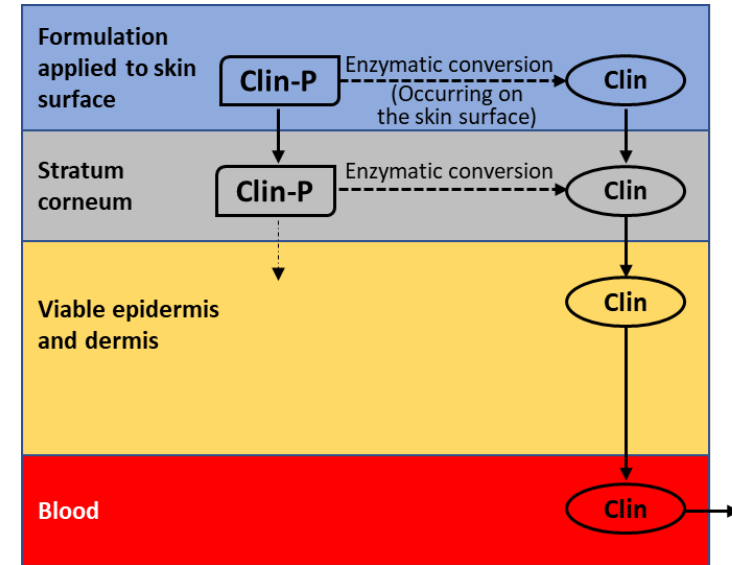 Formulation
applied to skin
surface
Clin-P
Enzymatic conversion
(Occurring on
the skin surface)
Clin
Stratum
corneum
Clin-P
Enzymatic conversion
Clin
Viable epidermis
and dermis
Clin
Blood
Clin